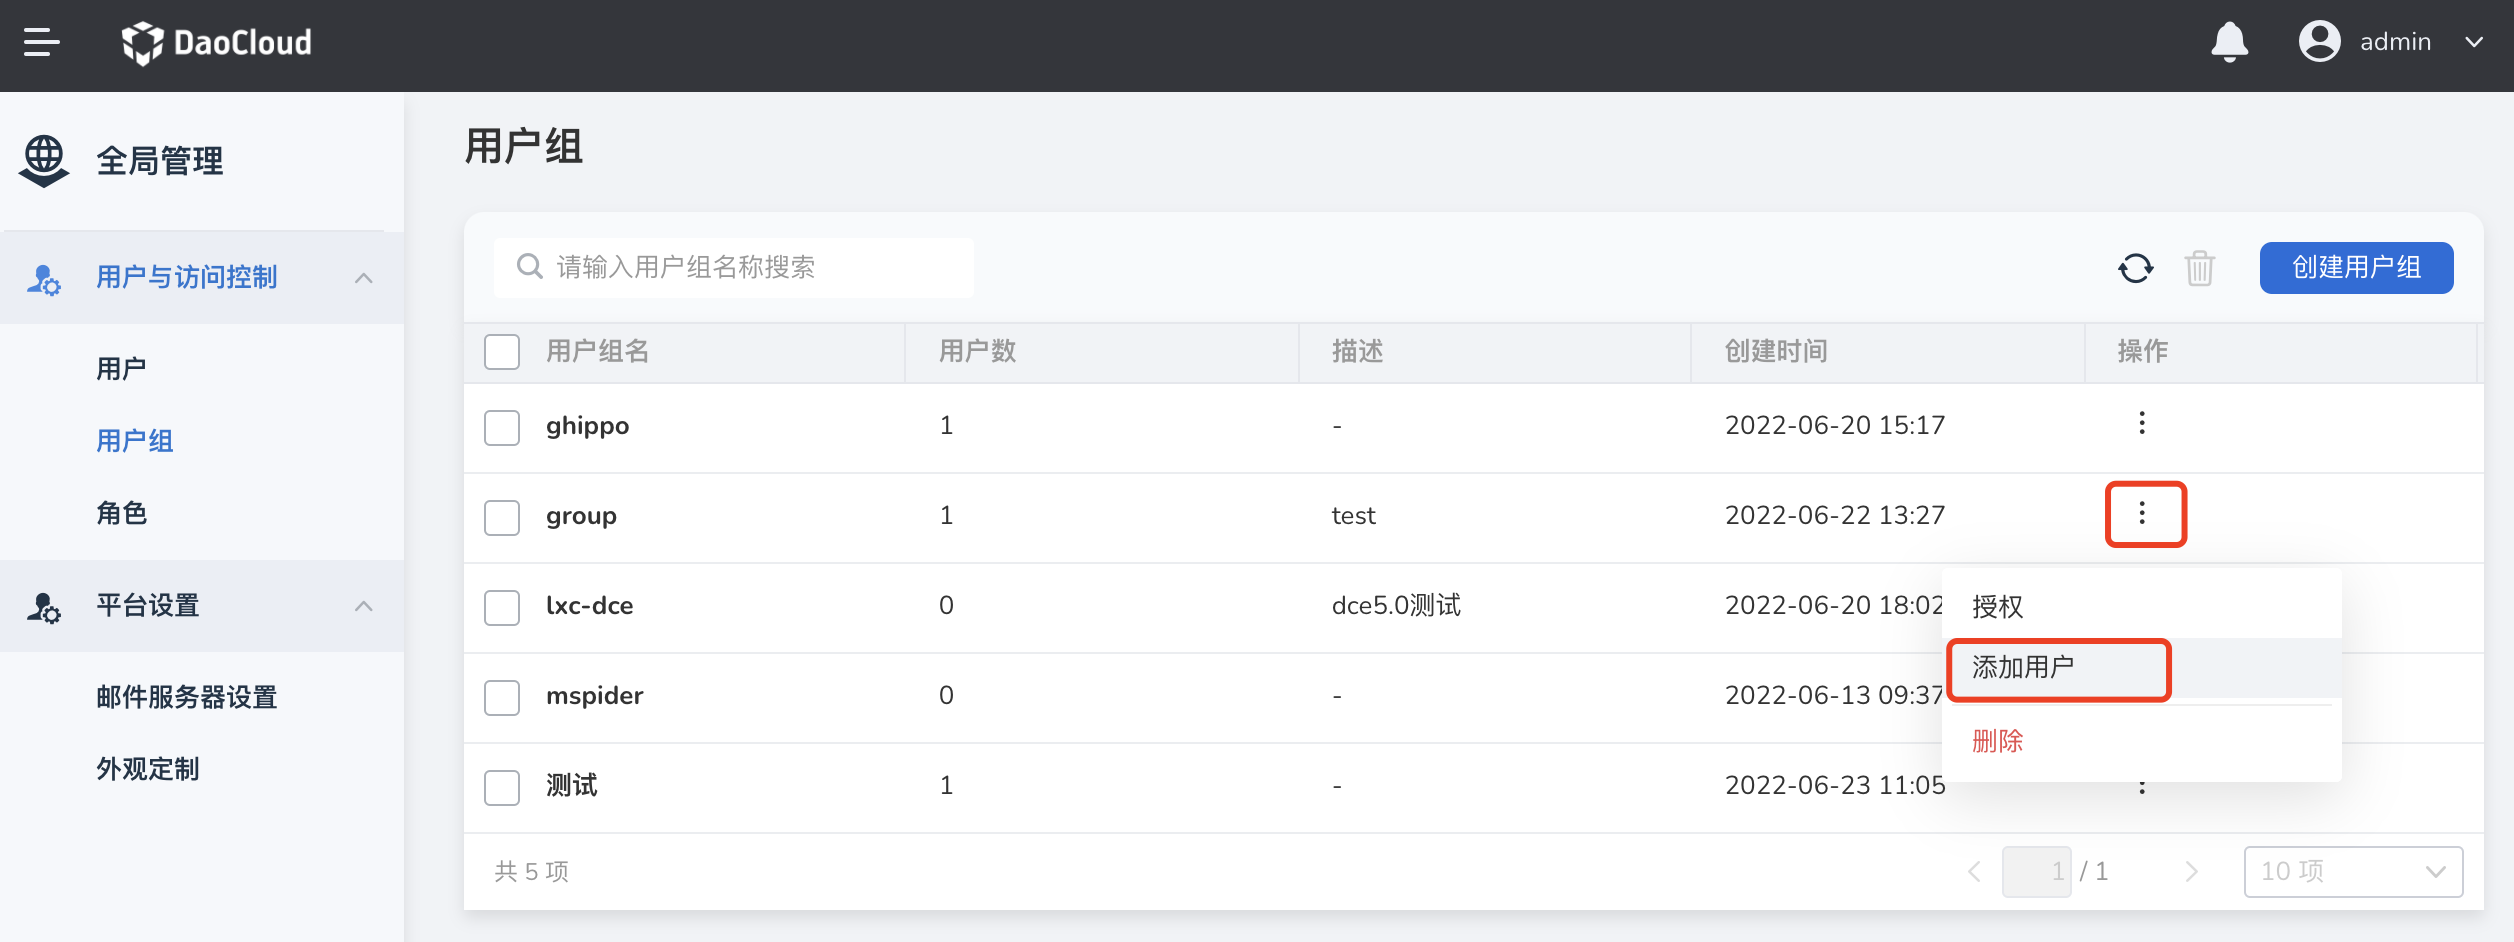 DaoCloud
admin
全局管理
用户与访问控制
用户
用户组
角色
平台设置
邮件服务器设置
外观定制
用户组
请输入用户组名称搜索
创建用户组
用户组名 用户数 描述 创建时间 操作
ghippo 1 - 2022-06-20 15:17
group 1 test 2022-06-22 13:27
lxc-dce 0 dce5.0测试 2022-06-20 18:02
mspider 0 - 2022-06-13 09:37
测试 1 - 2022-06-23 11:05
授权
添加用户
删除
共 5 项
1 / 1
10 项